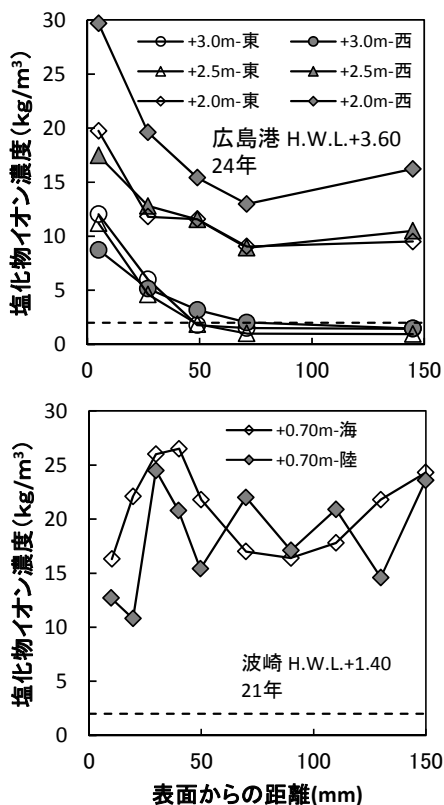 30
25
20
15
10
5
0
塩化物イオン濃度(kg/m³)
+3.0m-東
+3.0m-西
+2.5m-東
+2.5m-西
+2.0m-東
+2.0m-西
広島港 H.W.L.+3.60
24年
0
50
100
150
30
25
20
15
10
5
0
塩化物イオン濃度(kg/m³)
+0.70m-海
+0.70m-陸
波崎 H.W.L.+1.40
21年
0
50
100
150
表面からの距離(mm)